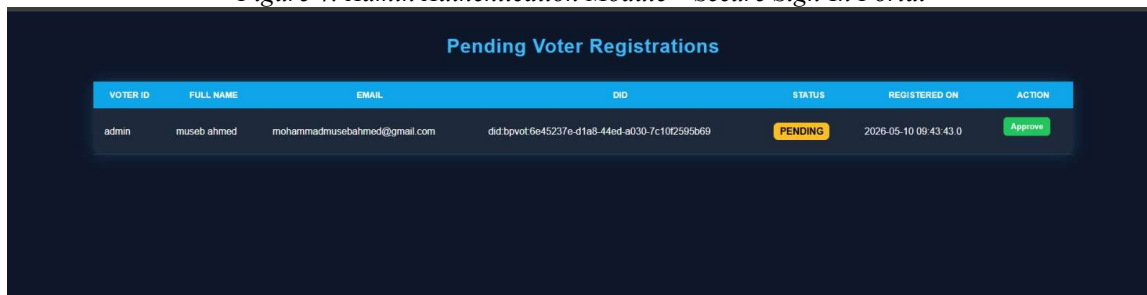 Pending Voter Registrations
VOTER ID FULL NAME EMAIL DID STATUS REGISTERED ON ACTION
admin museb ahmed mohammadmusebahmed@gmail.com did:bpvot:6e45237e-d1a8-44ed-a030-7c10f2595b69 PENDING 2026-05-10 09:43:43.0 Approve